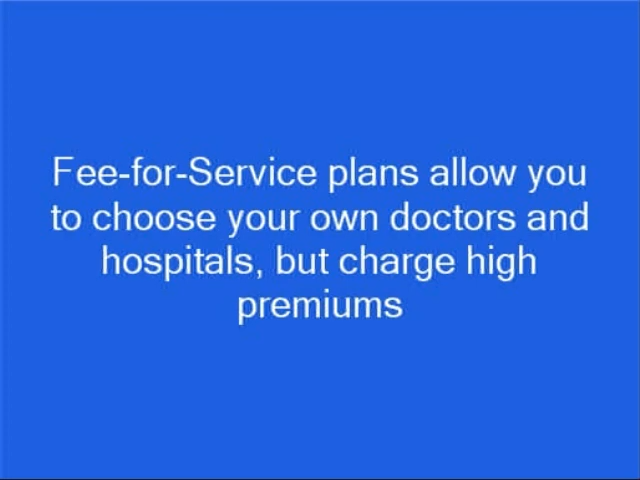 Fee-for-Service plans allow you
to choose your own doctors and
hospitals, but charge high
premiums